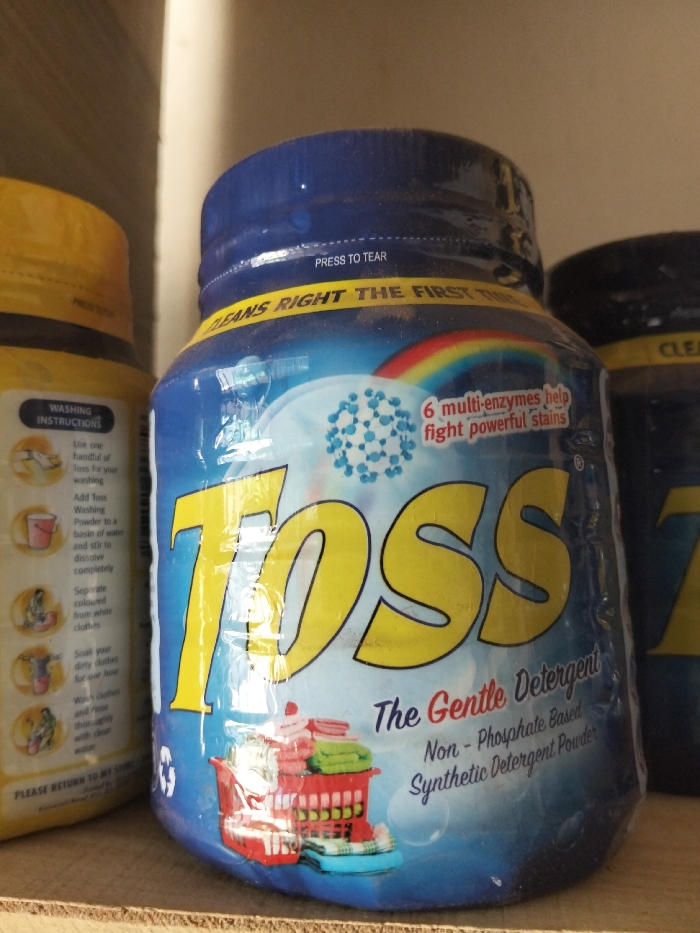 PRESS TO TEAR
CLEANS RIGHT THE FIRST
6 multi-enzymes help
fight powerful stains
TOSS
®
The Gentle Detergent
Non - Phosphate Based
Synthetic Detergent Powder
WASHING
INSTRUCTIONS
Use one
handful of
Toss for your
washing
Add Toss
Washing
Powder to a
basin of water
and stir to
dissolve
completely
Separate
coloured
from white
clothes
Soak your
dirty clothes
for one hour
Wash clothes
and rinse
thoroughly
with clean
water
PLEASE RETURN TO MY
CLEA
T